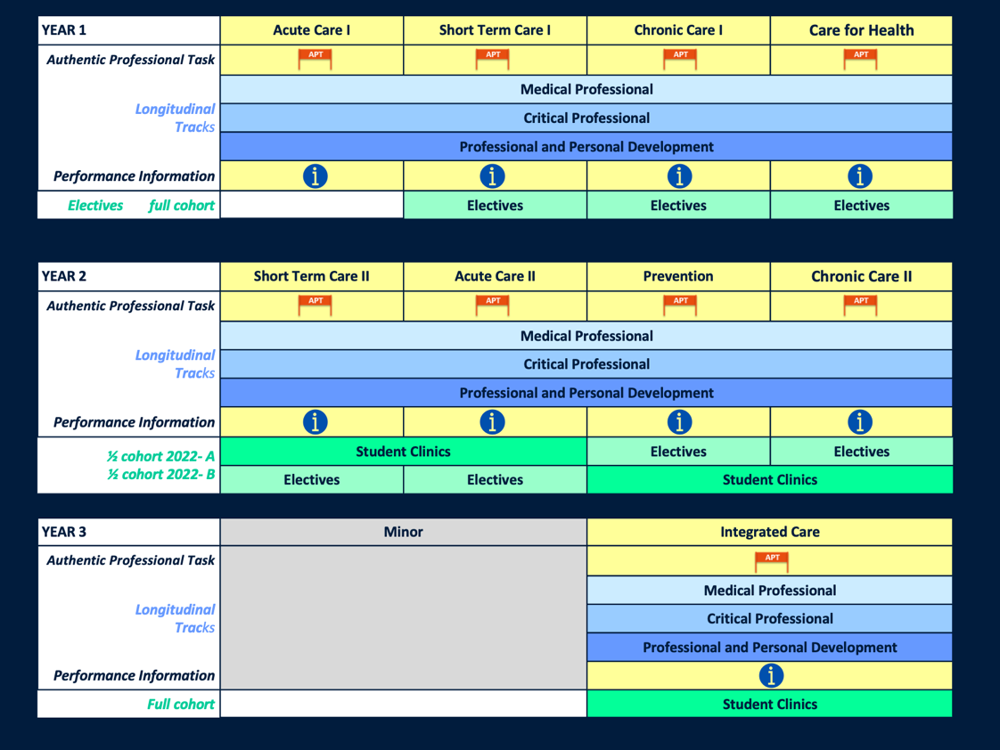 YEAR 1 Acute Care I Short Term Care I Chronic Care I Care for Health
Authentic Professional Task APT APT APT APT
Medical Professional
Longitudinal
Tracks
Critical Professional
Professional and Personal Development
Performance Information i i i i
Electives full cohort Electives Electives Electives
YEAR 2 Short Term Care II Acute Care II Prevention Chronic Care II
Authentic Professional Task APT APT APT APT
Medical Professional
Longitudinal
Tracks
Critical Professional
Professional and Personal Development
Performance Information i i i i
½ cohort 2022- A Student Clinics Electives Electives
½ cohort 2022- B Electives Electives Student Clinics
YEAR 3 Minor Integrated Care
Authentic Professional Task APT
Medical Professional
Longitudinal
Tracks
Critical Professional
Professional and Personal Development
Performance Information i
Full cohort Student Clinics